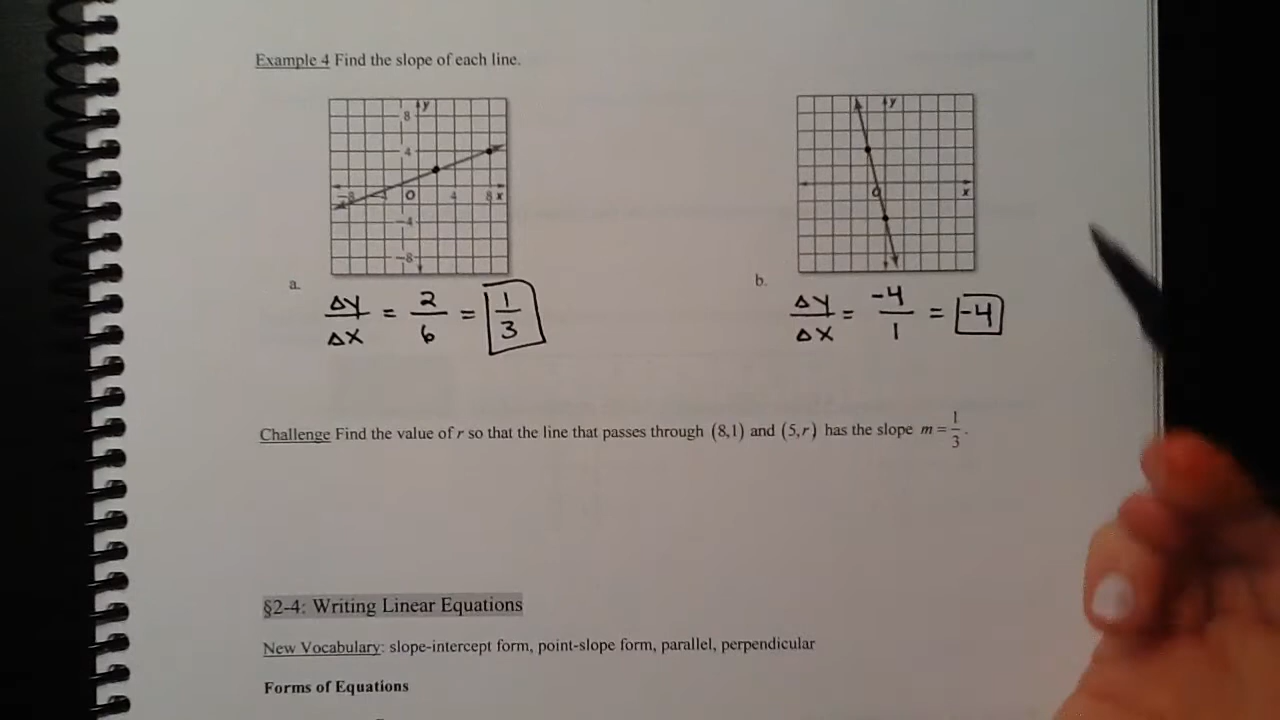 Example 4 Find the slope of each line.
y
8
4
-8 O 4 8 x
-4
-8
y
O x
a.
Δy/Δx = 2/6 = 1/3
b.
Δy/Δx = -4/1 = -4
Challenge Find the value of r so that the line that passes through (8,1) and (5,r) has the slope m = 1/3.
§2-4: Writing Linear Equations
New Vocabulary: slope-intercept form, point-slope form, parallel, perpendicular
Forms of Equations